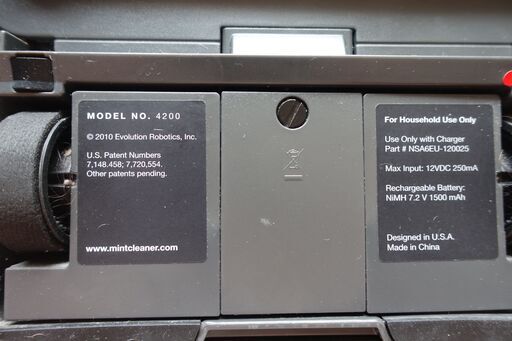 MODEL NO. 4200
© 2010 Evolution Robotics, Inc.
U.S. Patent Numbers
7,148.458; 7,720,554.
Other patents pending.
www.mintcleaner.com
For Household Use Only
Use Only with Charger
Part # NSA6EU-120025
Max Input: 12VDC 250mA
Rechargeable Battery:
NiMH 7.2 V 1500 mAh
Designed in U.S.A.
Made in China